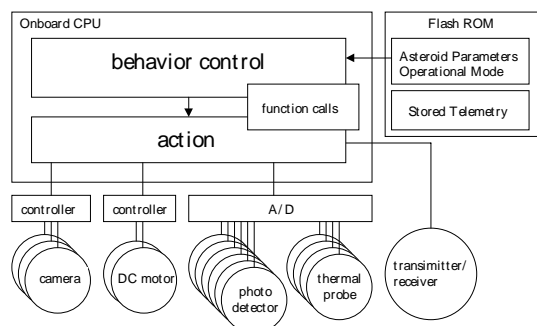 Onboard CPU
behavior control
function calls
action
Flash ROM
Asteroid Parameters
Operational Mode
Stored Telemetry
controller
controller
A/D
camera
DC motor
photo
detector
thermal
probe
transimitter/
receiver